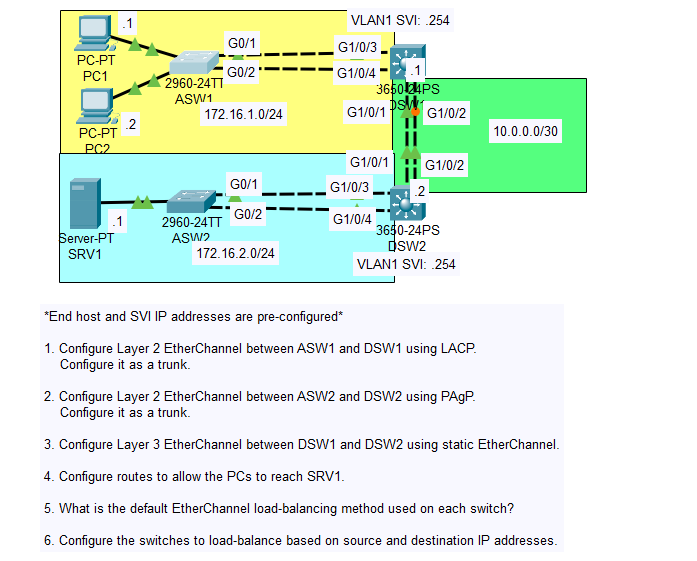 VLAN1 SVI: .254
.1
G0/1
G1/0/3
PC-PT
PC1
G0/2
G1/0/4
.1
2960-24TT
ASW1
3650-24PS
DSW1
172.16.1.0/24
G1/0/1
G1/0/2
.2
10.0.0.0/30
PC-PT
PC2
G1/0/1
G1/0/2
G0/1
G1/0/3
.2
G0/2
G1/0/4
.1
2960-24TT
ASW2
3650-24PS
DSW2
Server-PT
SRV1
172.16.2.0/24
VLAN1 SVI: .254
*End host and SVI IP addresses are pre-configured*
1. Configure Layer 2 EtherChannel between ASW1 and DSW1 using LACP.
Configure it as a trunk.
2. Configure Layer 2 EtherChannel between ASW2 and DSW2 using PAgP.
Configure it as a trunk.
3. Configure Layer 3 EtherChannel between DSW1 and DSW2 using static EtherChannel.
4. Configure routes to allow the PCs to reach SRV1.
5. What is the default EtherChannel load-balancing method used on each switch?
6. Configure the switches to load-balance based on source and destination IP addresses.